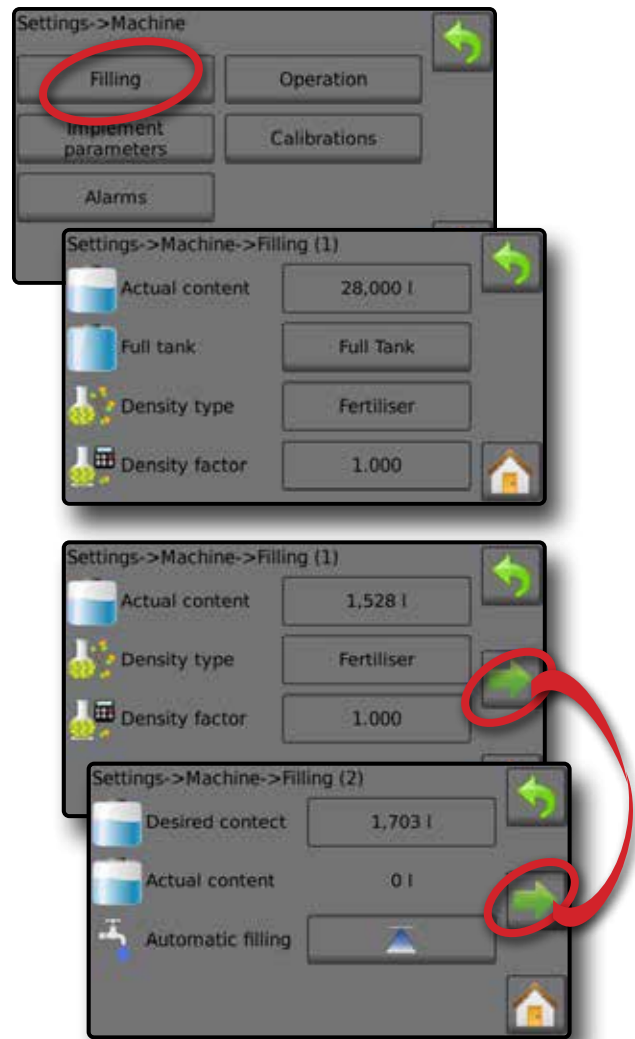 Settings->Machine
Filling
Operation
Implement
parameters
Calibrations
Alarms
Settings->Machine->Filling (1)
Actual content
28,000 l
Full tank
Full Tank
Density type
Fertiliser
Density factor
1.000
Settings->Machine->Filling (1)
Actual content
1,528 l
Density type
Fertiliser
Density factor
1.000
Settings->Machine->Filling (2)
Desired contect
1,703 l
Actual content
0 l
Automatic filling